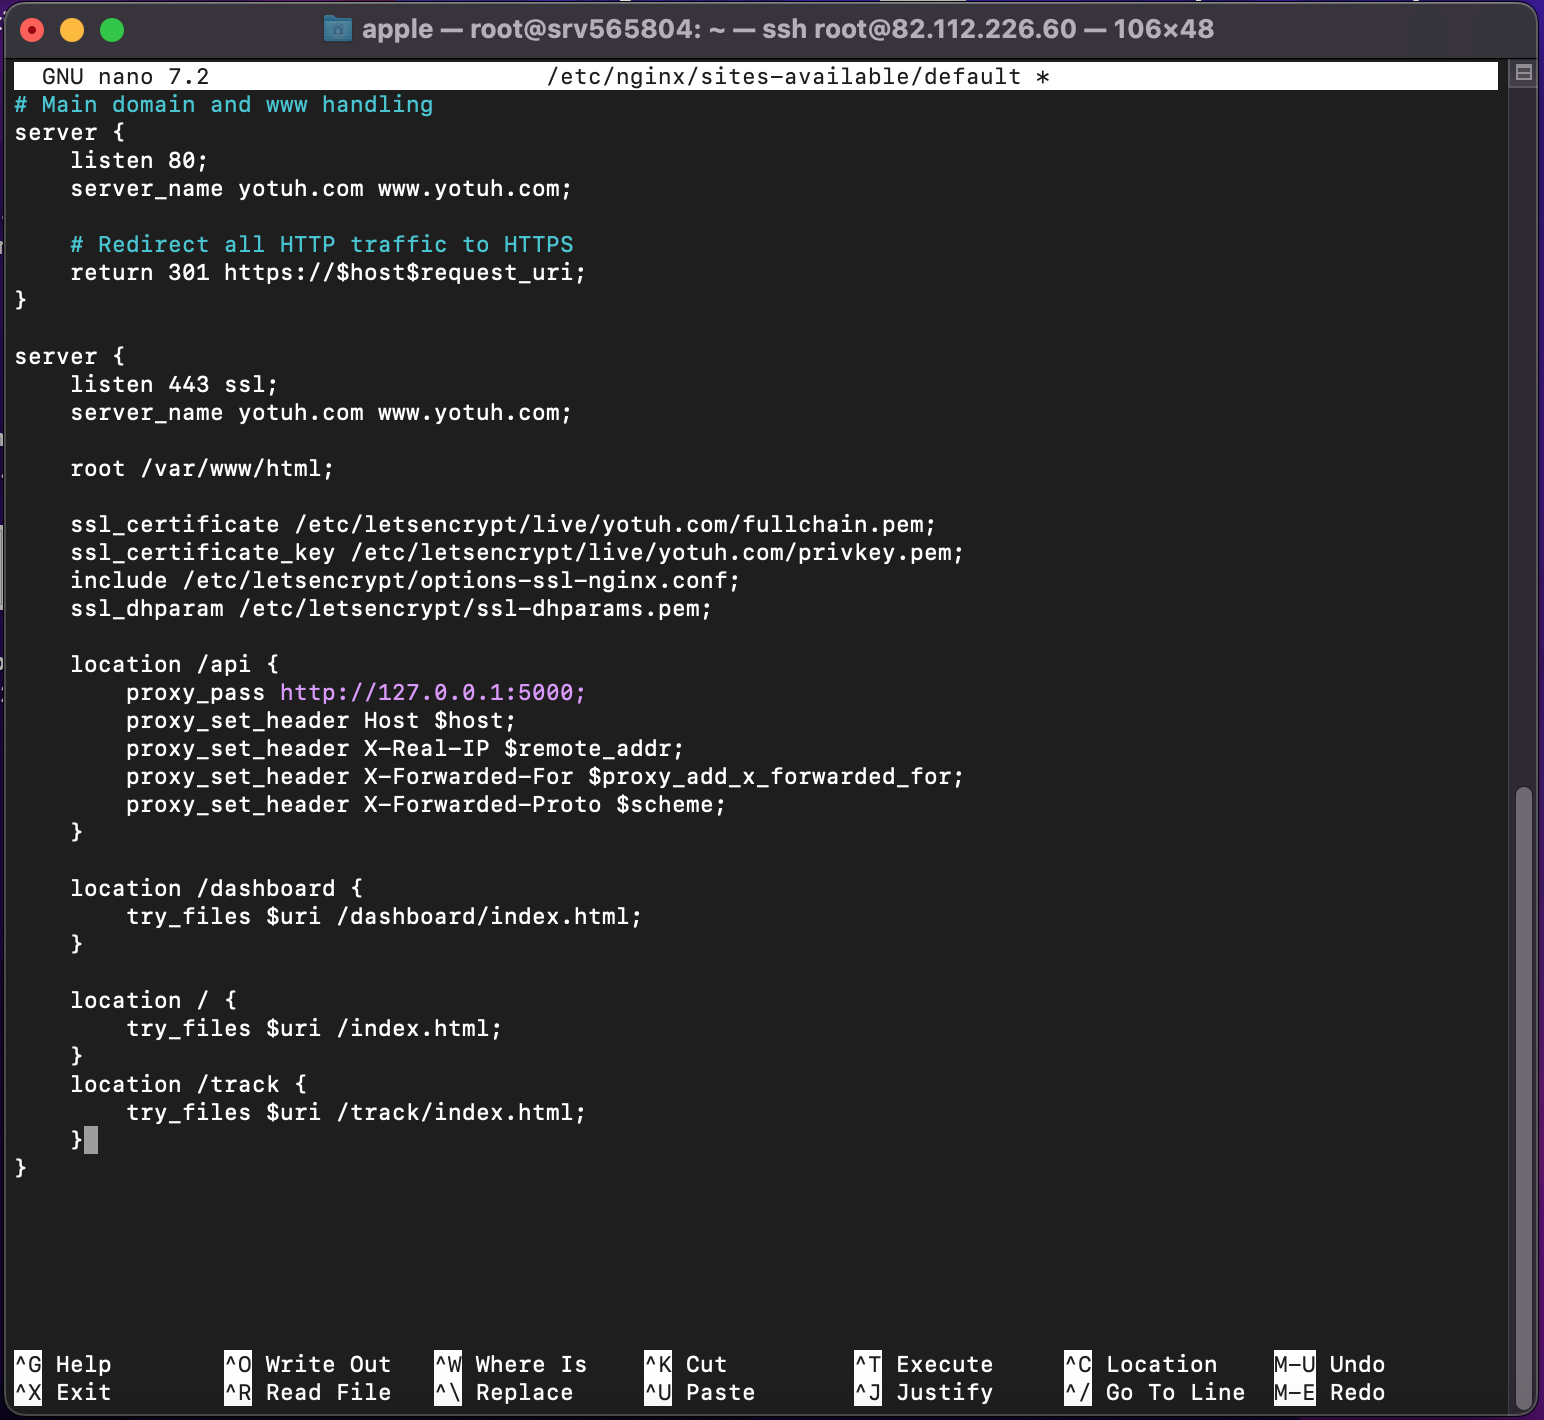 apple — root@srv565804: ~ — ssh root@82.112.226.60 — 106×48
GNU nano 7.2 /etc/nginx/sites-available/default *
# Main domain and www handling
server {
    listen 80;
    server_name yotuh.com www.yotuh.com;

    # Redirect all HTTP traffic to HTTPS
    return 301 https://$host$request_uri;
}

server {
    listen 443 ssl;
    server_name yotuh.com www.yotuh.com;

    root /var/www/html;

    ssl_certificate /etc/letsencrypt/live/yotuh.com/fullchain.pem;
    ssl_certificate_key /etc/letsencrypt/live/yotuh.com/privkey.pem;
    include /etc/letsencrypt/options-ssl-nginx.conf;
    ssl_dhparam /etc/letsencrypt/ssl-dhparams.pem;

    location /api {
        proxy_pass http://127.0.0.1:5000;
        proxy_set_header Host $host;
        proxy_set_header X-Real-IP $remote_addr;
        proxy_set_header X-Forwarded-For $proxy_add_x_forwarded_for;
        proxy_set_header X-Forwarded-Proto $scheme;
    }

    location /dashboard {
        try_files $uri /dashboard/index.html;
    }

    location / {
        try_files $uri /index.html;
    }
    location /track {
        try_files $uri /track/index.html;
    }
}
^G Help ^O Write Out ^W Where Is ^K Cut ^T Execute ^C Location M-U Undo
^X Exit ^R Read File ^\ Replace ^U Paste ^J Justify ^/ Go To Line M-E Redo